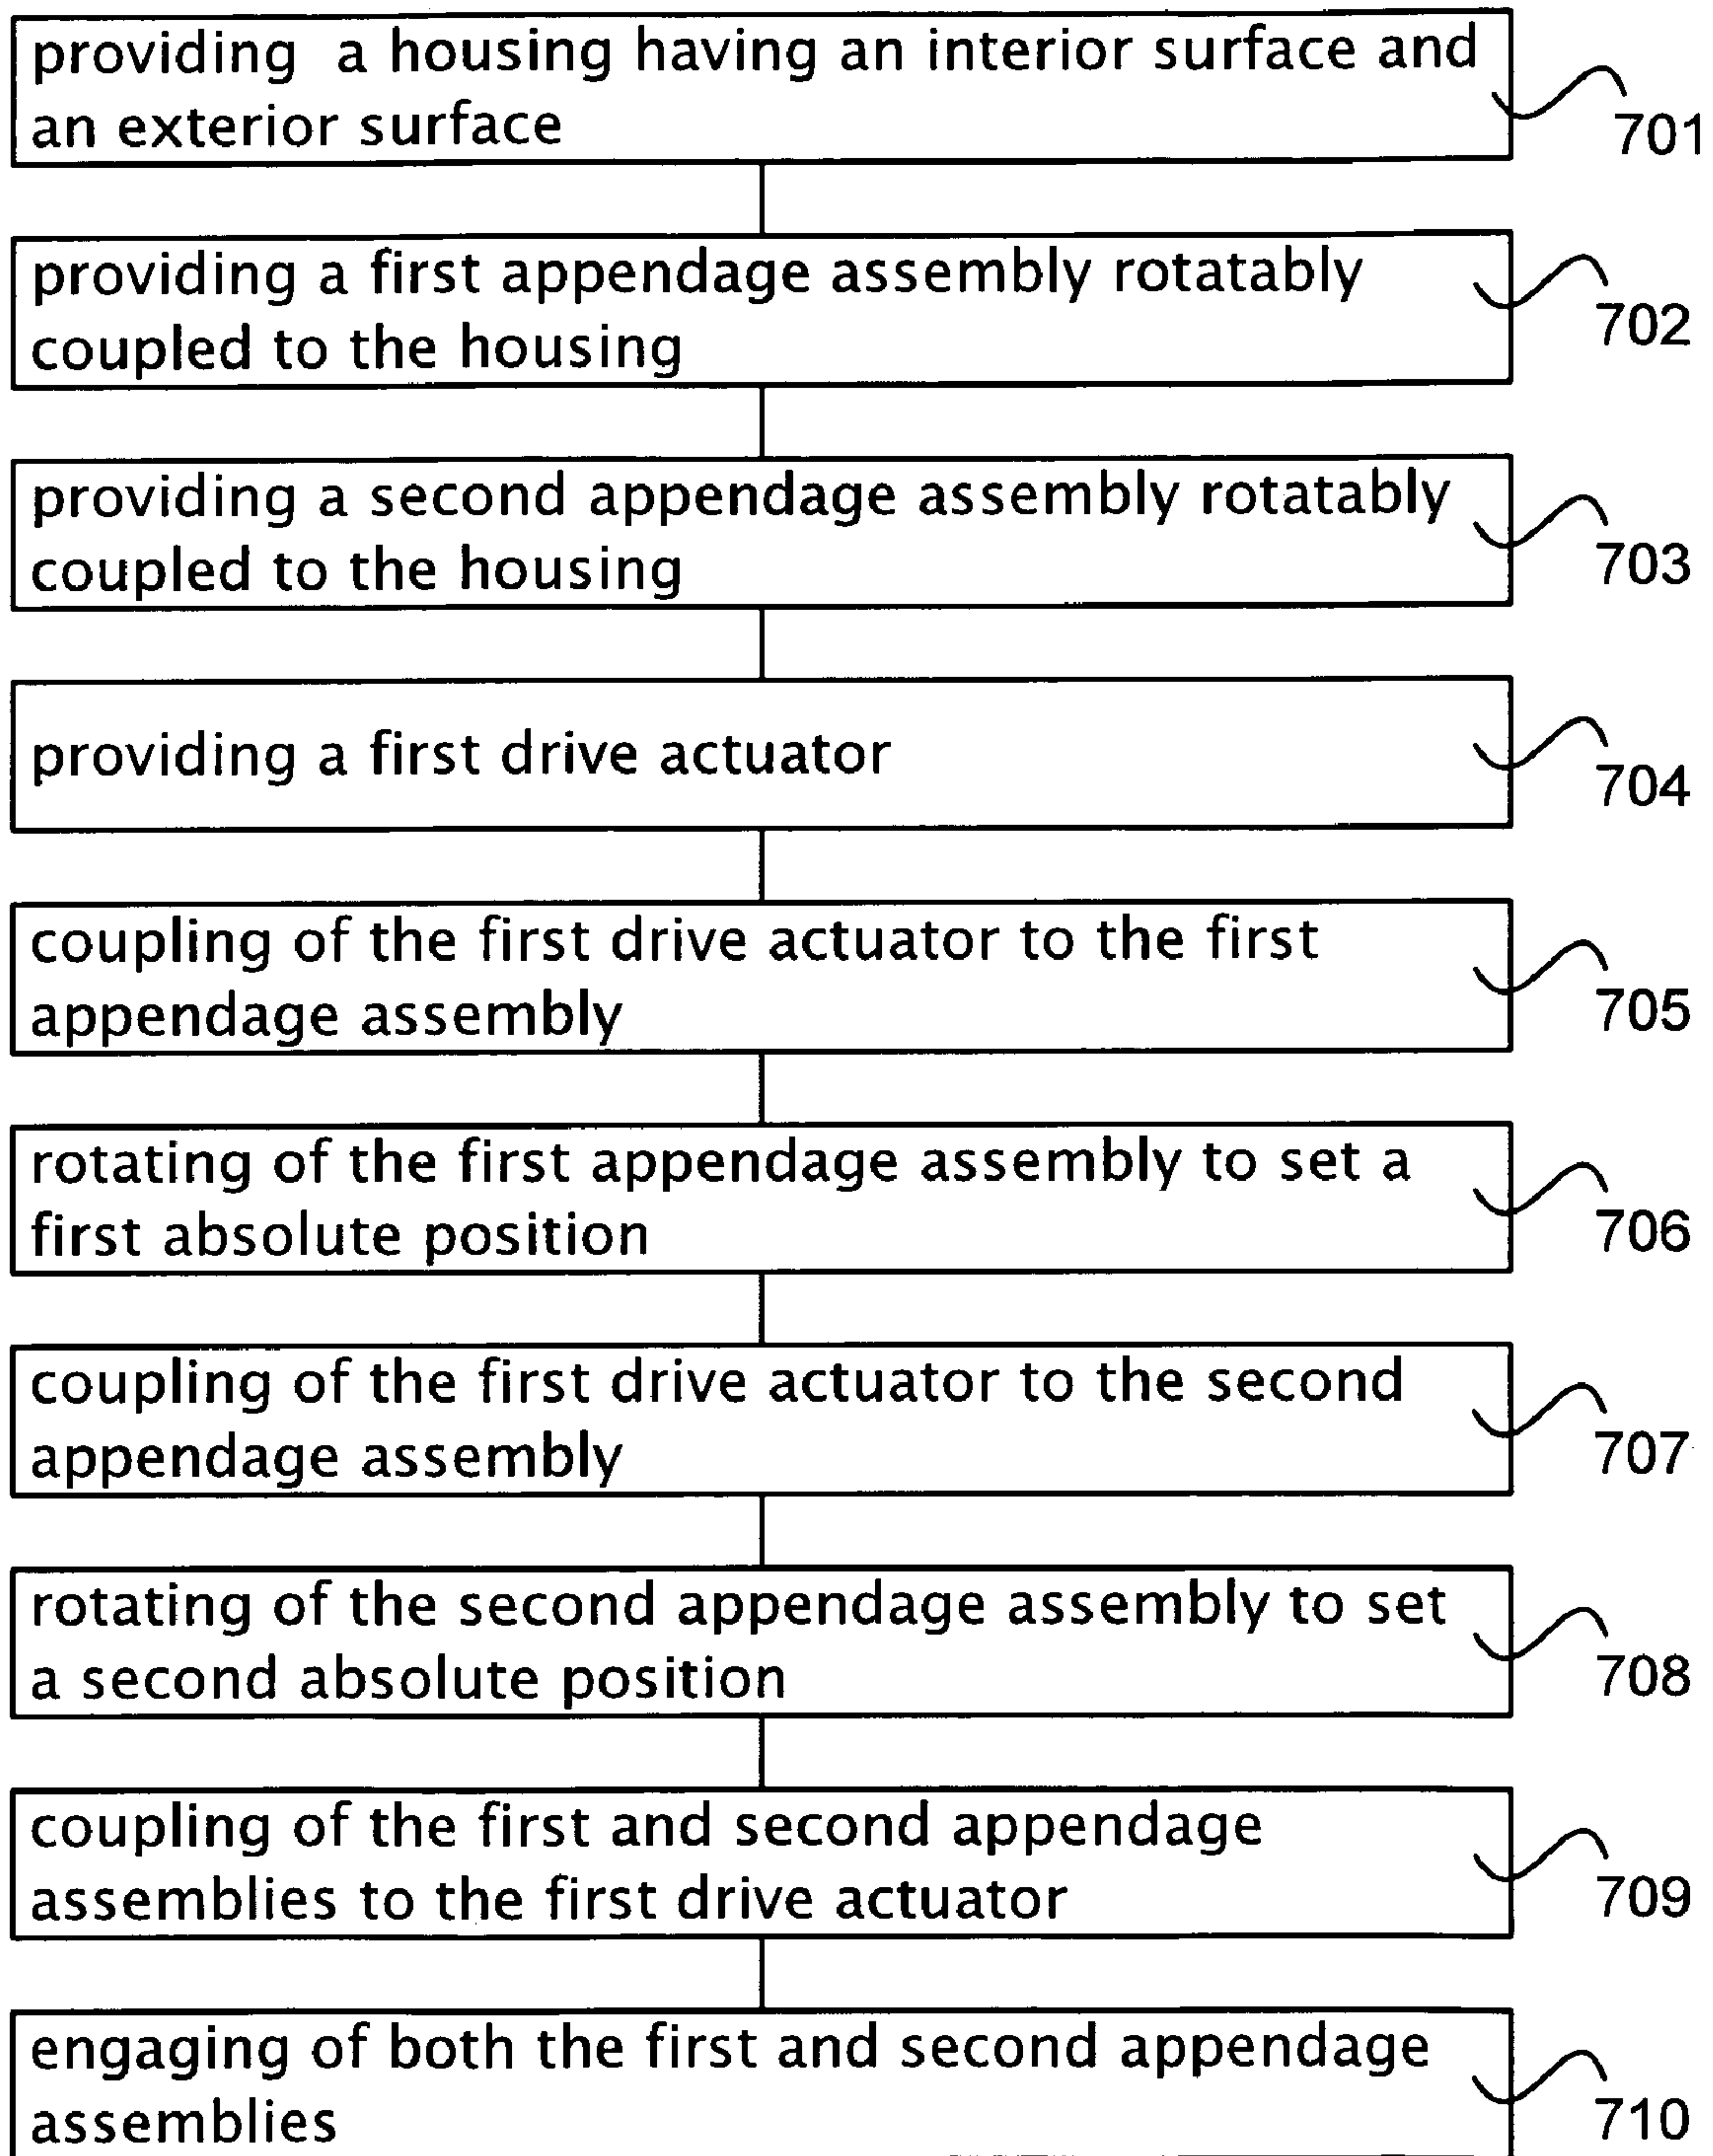 providing a housing having an interior surface and
an exterior surface
701
providing a first appendage assembly rotatably
coupled to the housing
702
providing a second appendage assembly rotatably
coupled to the housing
703
providing a first drive actuator
704
coupling of the first drive actuator to the first
appendage assembly
705
rotating of the first appendage assembly to set a
first absolute position
706
coupling of the first drive actuator to the second
appendage assembly
707
rotating of the second appendage assembly to set
a second absolute position
708
coupling of the first and second appendage
assemblies to the first drive actuator
709
engaging of both the first and second appendage
assemblies
710